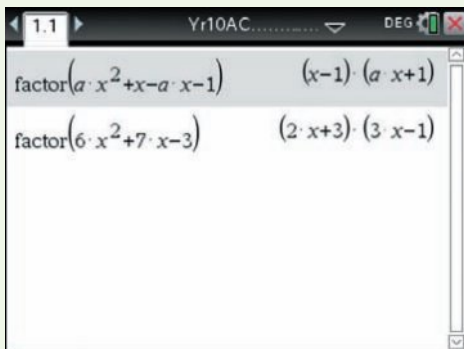 1.1 Yr10AC............ DEG
factor(a·x²+x−a·x−1) (x−1)·(a·x+1)
factor(6·x²+7·x−3) (2·x+3)·(3·x−1)